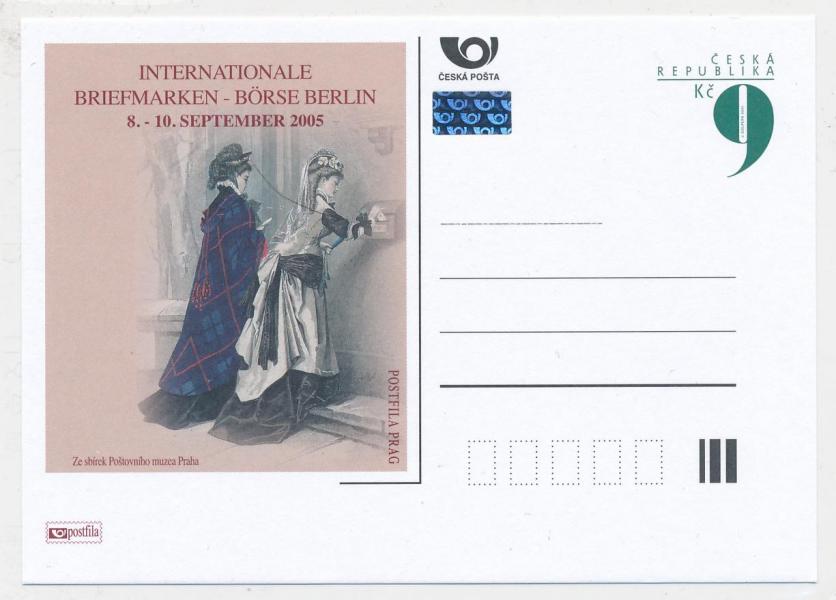 INTERNATIONALE
BRIEFMARKEN - BÖRSE BERLIN
8. - 10. SEPTEMBER 2005
POSTFILA PRAG
Ze sbírek Poštovního muzea Praha
postfila
ČESKÁ POŠTA
ČESKÁ
REPUBLIKA
Kč
9